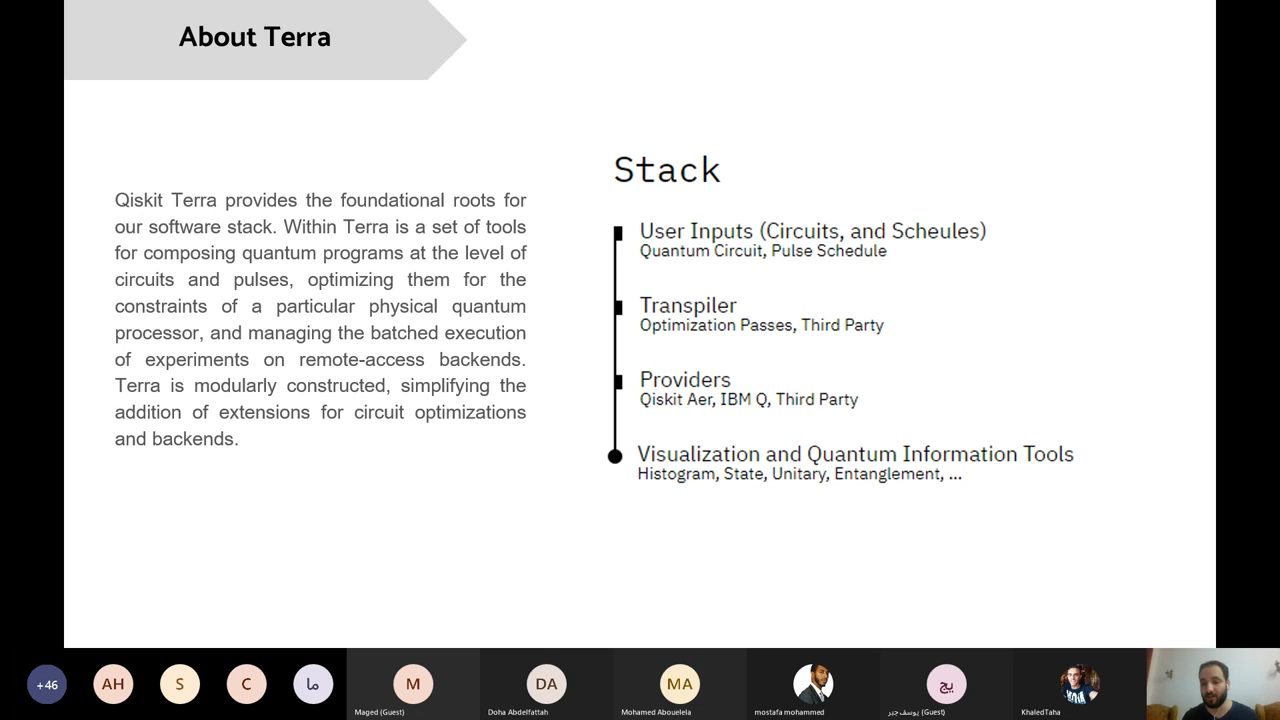 About Terra
Qiskit Terra provides the foundational roots for
our software stack. Within Terra is a set of tools
for composing quantum programs at the level of
circuits and pulses, optimizing them for the
constraints of a particular physical quantum
processor, and managing the batched execution
of experiments on remote-access backends.
Terra is modularly constructed, simplifying the
addition of extensions for circuit optimizations
and backends.
Stack
User Inputs (Circuits, and Scheules)
Quantum Circuit, Pulse Schedule
Transpiler
Optimization Passes, Third Party
Providers
Qiskit Aer, IBM Q, Third Party
Visualization and Quantum Information Tools
Histogram, State, Unitary, Entanglement, ...
+46
AH
S
C
ما
M
DA
MA
يج
Maged (Guest)
Doha Abdelfattah
Mohamed Abouelela
mostafa mohammed
يوسف جبر (Guest)
KhaledTaha